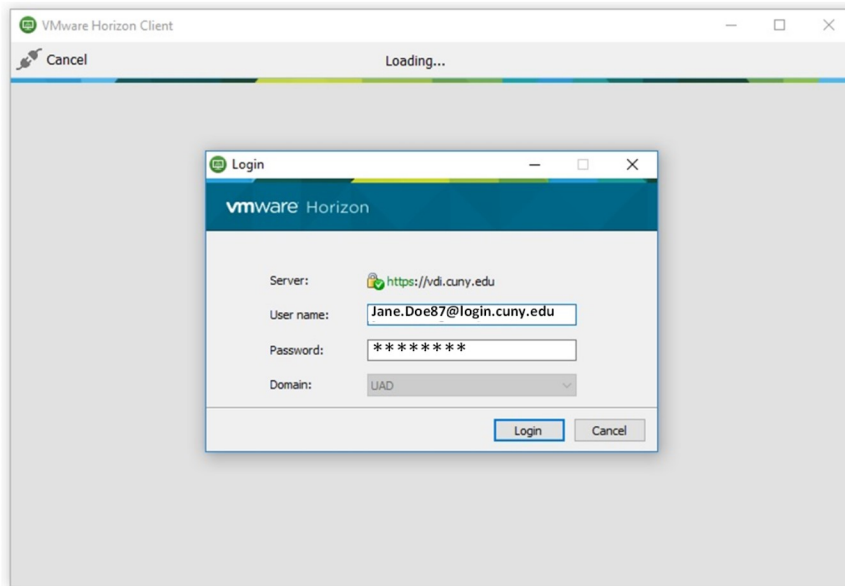 VMware Horizon Client
Cancel Loading...
Login
vmware Horizon
Server: https://vdi.cuny.edu
User name: Jane.Doe87@login.cuny.edu
Password: ********
Domain: UAD
Login Cancel